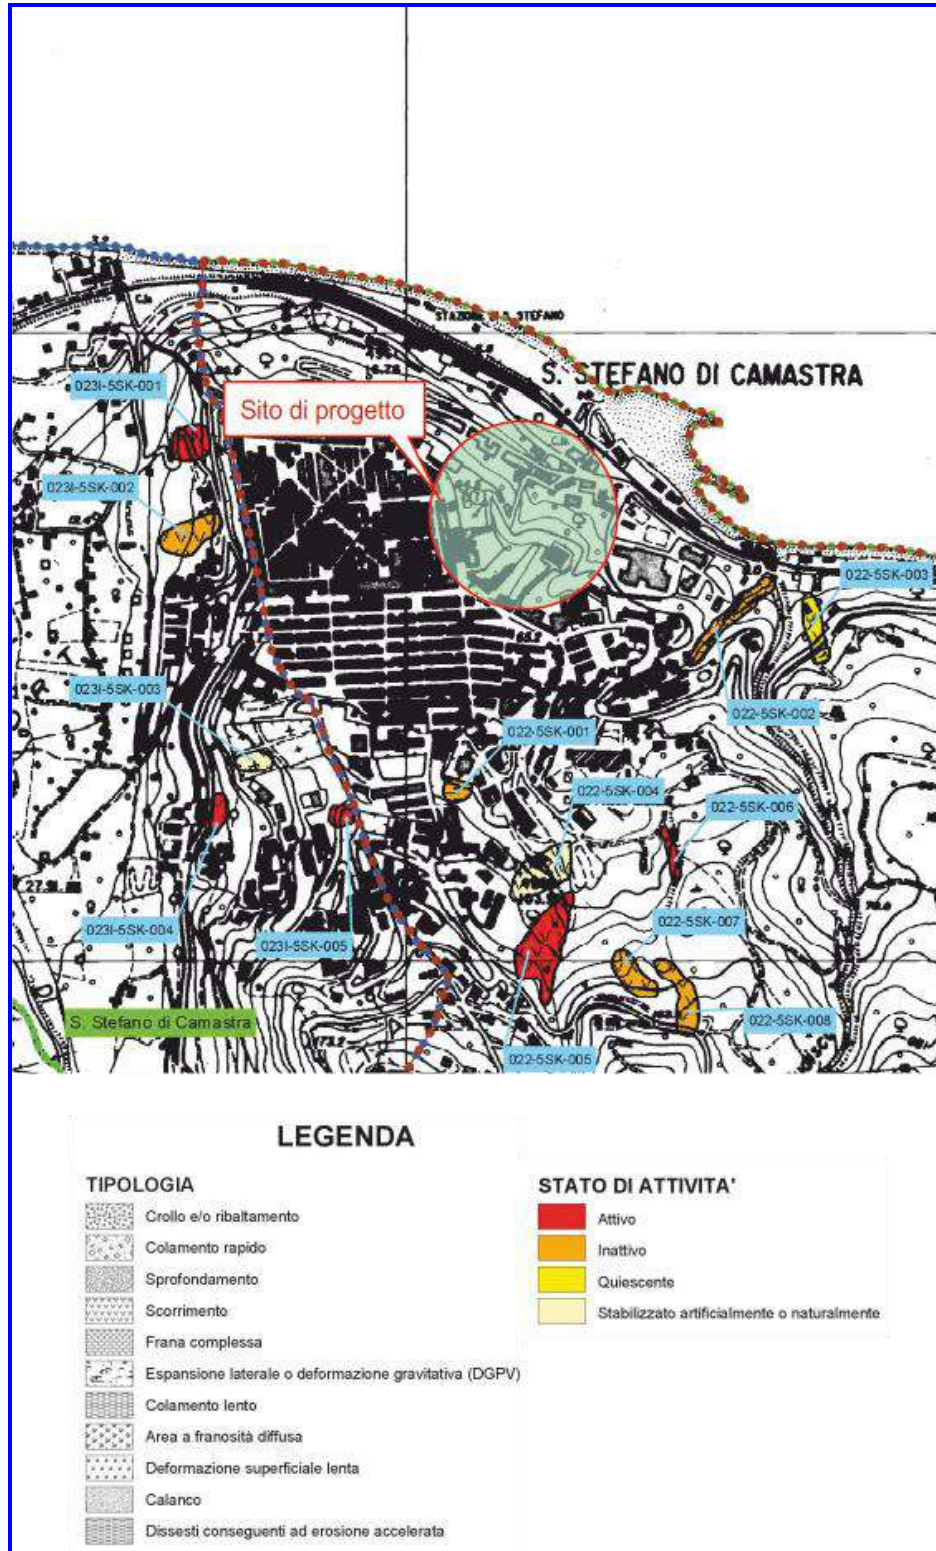 STAZIONE DI S. STEFANO
S. STEFANO DI CAMASTRA
023I-5SK-001
Sito di progetto
023I-5SK-002
022-5SK-003
023I-5SK-003
022-5SK-002
022-5SK-001
022-5SK-004
022-5SK-006
023I-5SK-004
023I-5SK-005
022-5SK-007
S. Stefano di Camastra
022-5SK-008
173.2
022-5SK-005
LEGENDA
TIPOLOGIA
Crollo e/o ribaltamento
Colamento rapido
Sprofondamento
Scorrimento
Frana complessa
Espansione laterale o deformazione gravitativa (DGPV)
Colamento lento
Area a franosità diffusa
Deformazione superficiale lenta
Calanco
Dissesti conseguenti ad erosione accelerata
STATO DI ATTIVITA'
Attivo
Inattivo
Quiescente
Stabilizzato artificialmente o naturalmente